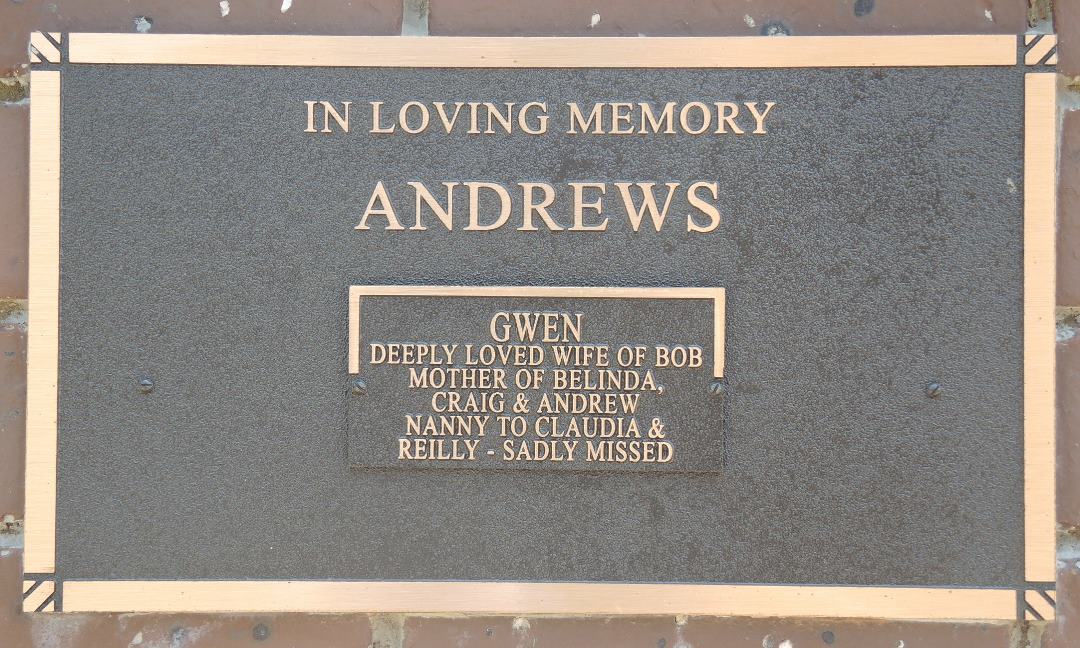 IN LOVING MEMORY
ANDREWS
GWEN
DEEPLY LOVED WIFE OF BOB
MOTHER OF BELINDA,
CRAIG & ANDREW
NANNY TO CLAUDIA &
REILLY - SADLY MISSED